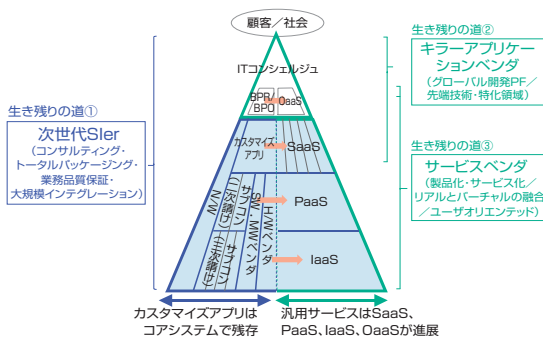 顧客／社会
ITコンシェルジュ
BPR/
BPO
OaaS
カスタマイズ
アプリ
SaaS
N/W
サブコン
(二次請け)
サブコン
(三次請け)
SW・MWベンダ
H/Wベンダ
PaaS
IaaS
生き残りの道①
次世代SIer
(コンサルティング・
トータルパッケージング・
業務品質保証・
大規模インテグレーション)
生き残りの道②
キラーアプリケー
ションベンダ
(グローバル開発PF／
先端技術・特化領域)
生き残りの道③
サービスベンダ
(製品化・サービス化／
リアルとバーチャルの融合
／ユーザオリエンテッド)
カスタマイズアプリは
コアシステムで残存
汎用サービスはSaaS、
PaaS、IaaS、OaaSが進展